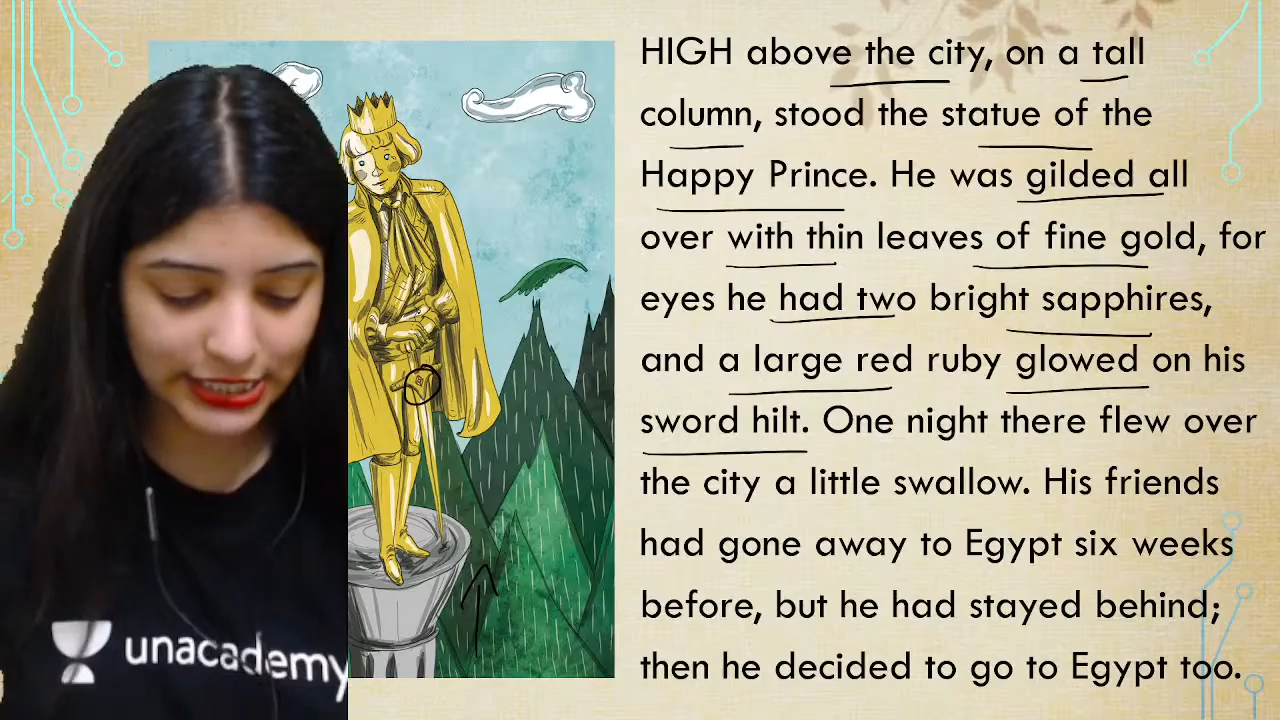 HIGH above the city, on a tall
column, stood the statue of the
Happy Prince. He was gilded all
over with thin leaves of fine gold, for
eyes he had two bright sapphires,
and a large red ruby glowed on his
sword hilt. One night there flew over
the city a little swallow. His friends
had gone away to Egypt six weeks
before, but he had stayed behind;
then he decided to go to Egypt too.
unacademy